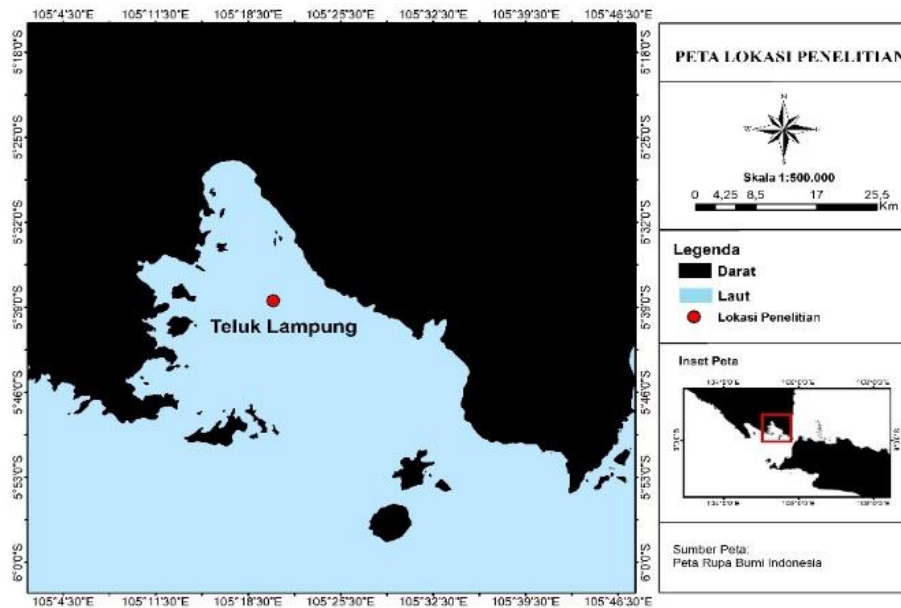 105°4'30"E 105°11'30"E 105°18'30"E 105°25'30"E 105°32'30"E 105°39'30"E 105°46'30"E
5°18'0"S 5°18'0"S
5°25'0"S 5°25'0"S
5°32'0"S 5°32'0"S
5°39'0"S 5°39'0"S
Teluk Lampung
5°46'0"S 5°46'0"S
5°53'0"S 5°53'0"S
6°0'0"S 6°0'0"S
105°4'30"E 105°11'30"E 105°18'30"E 105°25'30"E 105°32'30"E 105°39'30"E 105°46'30"E
PETA LOKASI PENELITIAN
N
W E
S
Skala 1:500.000
0 4,25 8,5 17 25,5
Km
Legenda
Darat
Laut
Lokasi Penelitian
Inset Peta
Sumber Peta:
Peta Rupa Bumi Indonesia